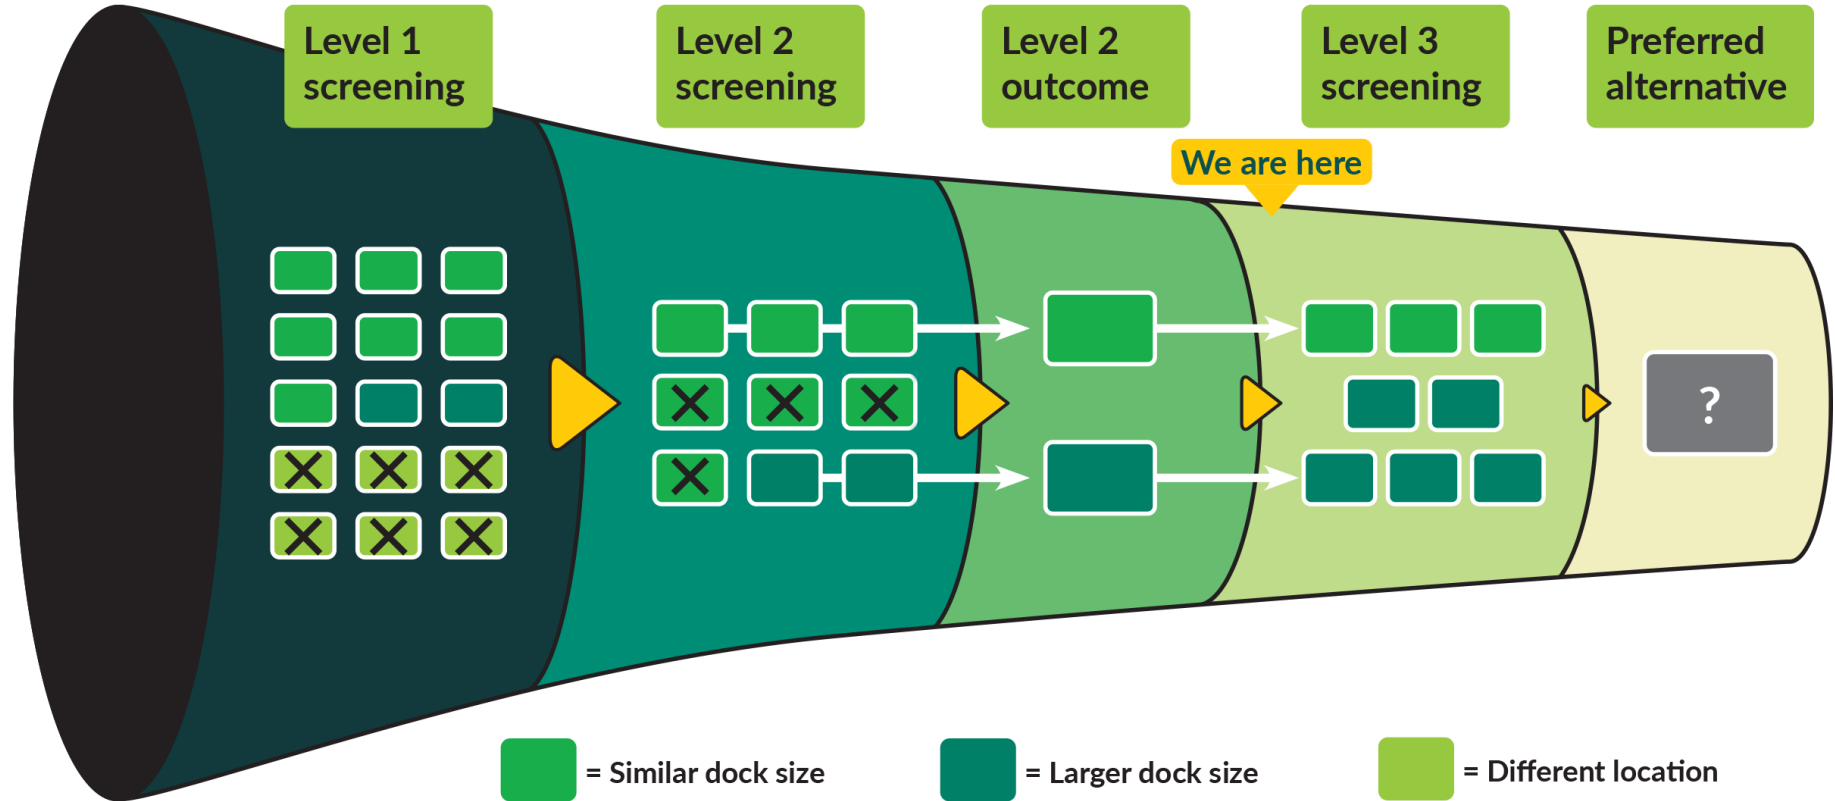 Level 1
screening
Level 2
screening
Level 2
outcome
Level 3
screening
Preferred
alternative
We are here
?
= Similar dock size
= Larger dock size
= Different location